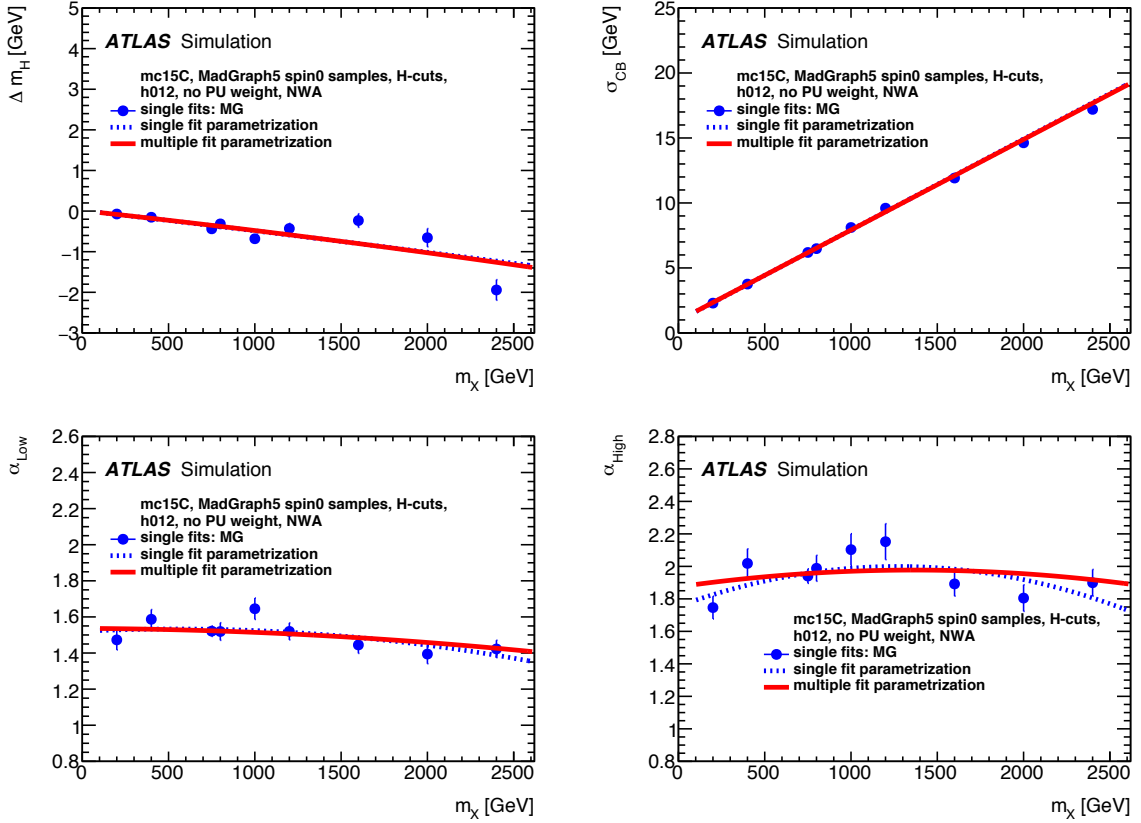 Δ m_H [GeV]
5
4
3
2
1
0
−1
−2
−3
ATLAS Simulation
mc15C, MadGraph5 spin0 samples, H-cuts,
h012, no PU weight, NWA
single fits: MG
single fit parametrization
multiple fit parametrization
0 500 1000 1500 2000 2500
m_X [GeV]
σ_CB [GeV]
25
20
15
10
5
0
ATLAS Simulation
mc15C, MadGraph5 spin0 samples, H-cuts,
h012, no PU weight, NWA
single fits: MG
single fit parametrization
multiple fit parametrization
0 500 1000 1500 2000 2500
m_X [GeV]
α_Low
2.6
2.4
2.2
2
1.8
1.6
1.4
1.2
1
0.8
ATLAS Simulation
mc15C, MadGraph5 spin0 samples, H-cuts,
h012, no PU weight, NWA
single fits: MG
single fit parametrization
multiple fit parametrization
0 500 1000 1500 2000 2500
m_X [GeV]
α_High
2.8
2.6
2.4
2.2
2
1.8
1.6
1.4
1.2
1
0.8
ATLAS Simulation
mc15C, MadGraph5 spin0 samples, H-cuts,
h012, no PU weight, NWA
single fits: MG
single fit parametrization
multiple fit parametrization
0 500 1000 1500 2000 2500
m_X [GeV]